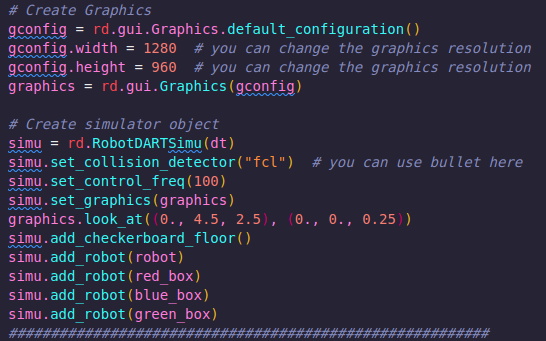 # Create Graphics
gconfig = rd.gui.Graphics.default_configuration()
gconfig.width = 1280  # you can change the graphics resolution
gconfig.height = 960  # you can change the graphics resolution
graphics = rd.gui.Graphics(gconfig)

# Create simulator object
simu = rd.RobotDARTSimu(dt)
simu.set_collision_detector("fcl")  # you can use bullet here
simu.set_control_freq(100)
simu.set_graphics(graphics)
graphics.look_at((0., 4.5, 2.5), (0., 0., 0.25))
simu.add_checkerboard_floor()
simu.add_robot(robot)
simu.add_robot(red_box)
simu.add_robot(blue_box)
simu.add_robot(green_box)
#########################################################